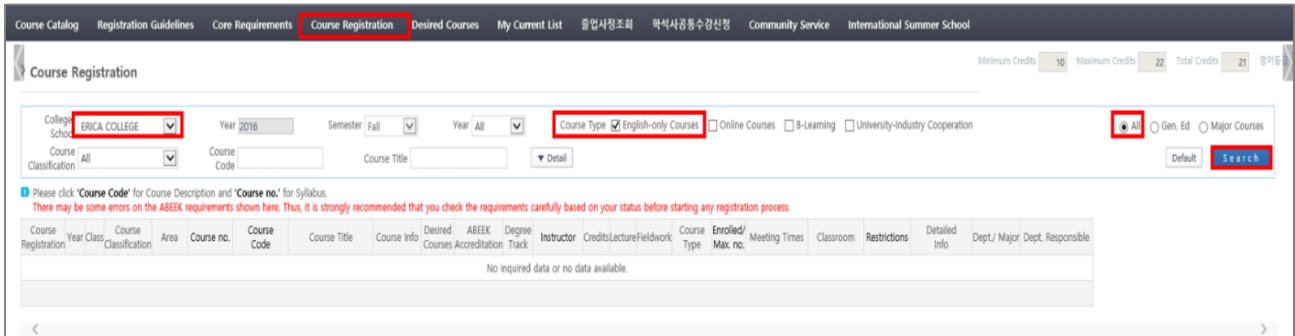 Course Catalog Registration Guidelines Core Requirements Course Registration Desired Courses My Current List 졸업사정조회 학석사공통수강신청 Community Service International Summer School
Course Registration
Minimum Credits 10 Maximum Credits 22 Total Credits 21 영어등
College
School ERICA COLLEGE Year 2016 Semester Fall Year All Course Type English-only Courses Online Courses B-Learning University-Industry Cooperation All Gen. Ed Major Courses
Course
Classification All Course
Code Course Title ▼ Detail Default Search
Please click 'Course Code' for Course Description and 'Course no.' for Syllabus.
There may be some errors on the ABEEK requirements shown here. Thus, it is strongly recommended that you check the requirements carefully based on your status before starting any registration process.
Course
Registration Year Class Course
Classification Area Course no. Course
Code Course Title Course Info Desired
Courses ABEEK
Accreditation Degree
Track Instructor Credits Lecture Fieldwork Course
Type Enrolled/
Max. no. Meeting Times Classroom Restrictions Detailed
Info Dept./ Major Dept. Responsible
No inquired data or no data available.